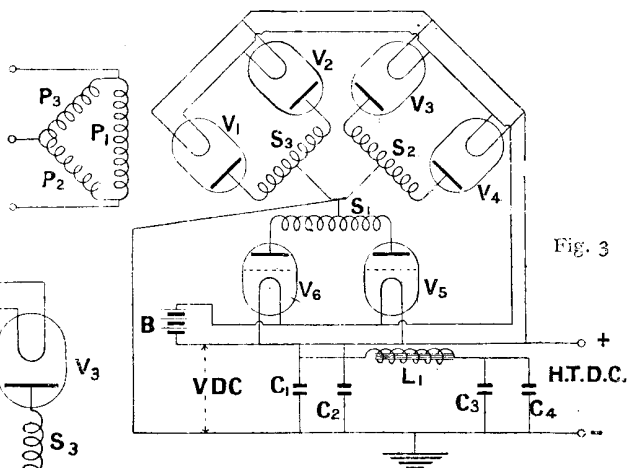 P3
P1
P2
V2
V3
V1
S3
S2
V4
S1
Fig. 3
V6
V5
B
+
V3
VDC
C1
C2
L1
H.T.D.C.
C3
C4
-
S3